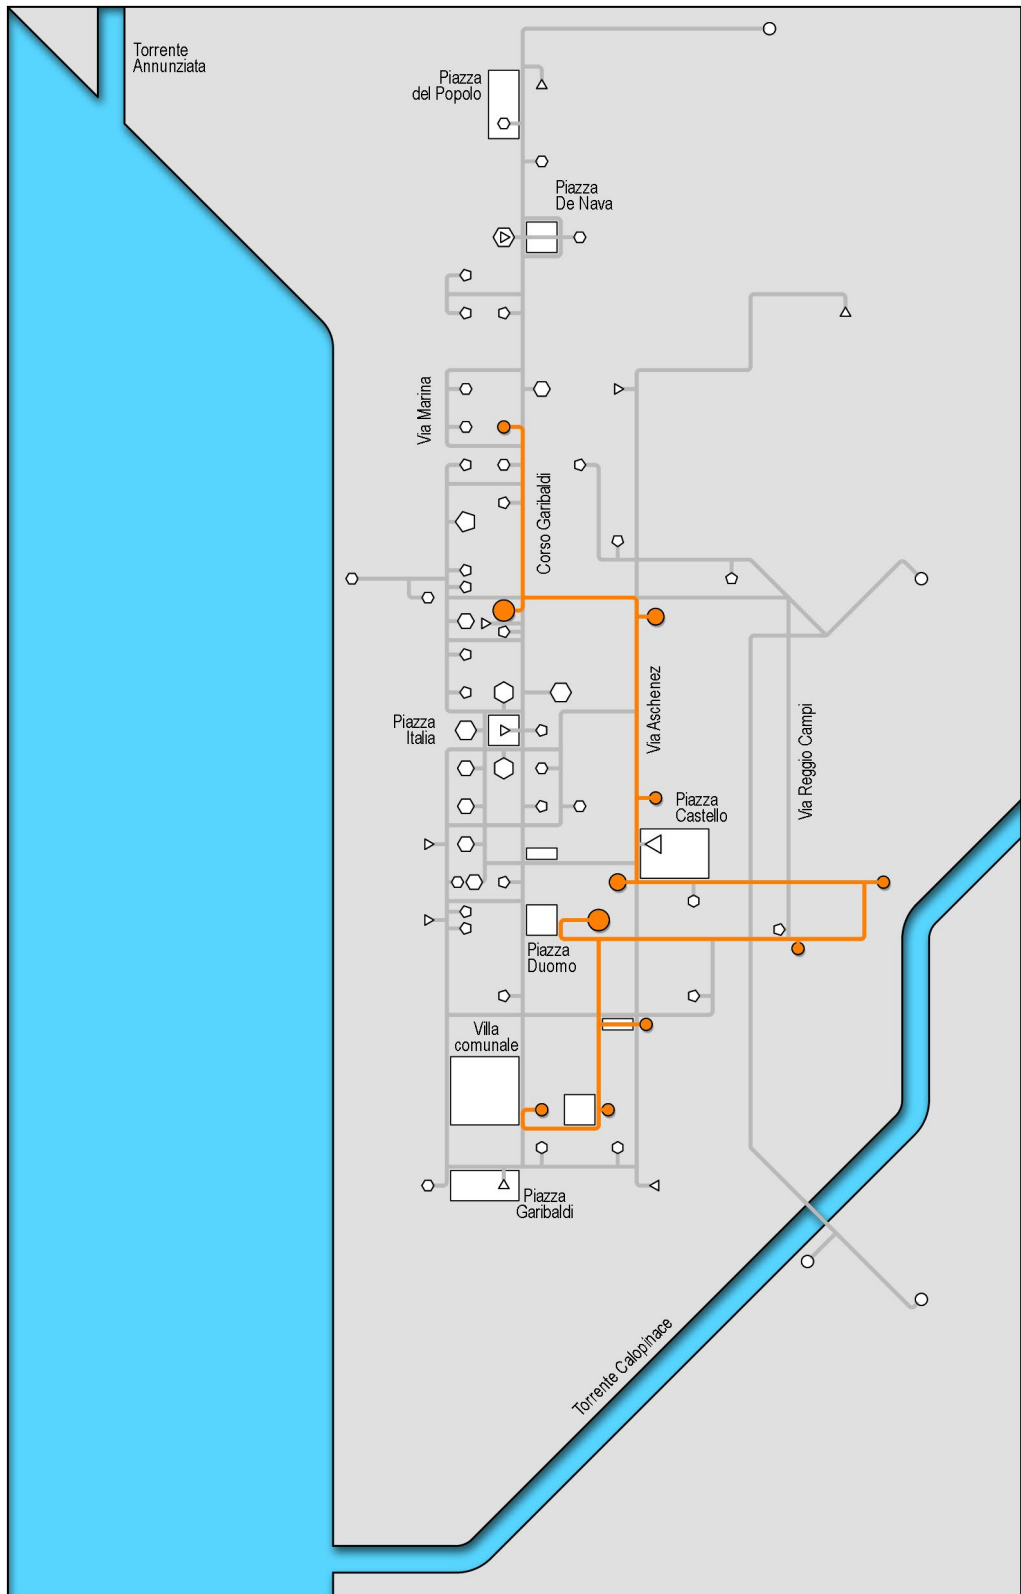 Torrente
Annunziata
Piazza
del Popolo
Piazza
De Nava
Via Marina
Corso Garibaldi
Via Aschenez
Piazza
Italia
Via Reggio Campi
Piazza
Castello
Piazza
Duomo
Villa
comunale
Piazza
Garibaldi
Torrente Calopinace